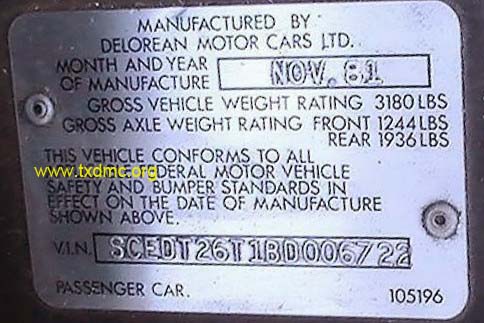 MANUFACTURED BY
DELOREAN MOTOR CARS LTD.
MONTH AND YEAR
OF MANUFACTURE NOV. 81
GROSS VEHICLE WEIGHT RATING 3180 LBS
GROSS AXLE WEIGHT RATING FRONT 1244 LBS
REAR 1936 LBS
THIS VEHICLE CONFORMS TO ALL
www.txdmc.org DERAL MOTOR VEHICLE
SAFETY AND BUMPER STANDARDS IN
EFFECT ON THE DATE OF MANUFACTURE
SHOWN ABOVE.
V.I.N. SCEDT26T1BD006722
PASSENGER CAR. 105196